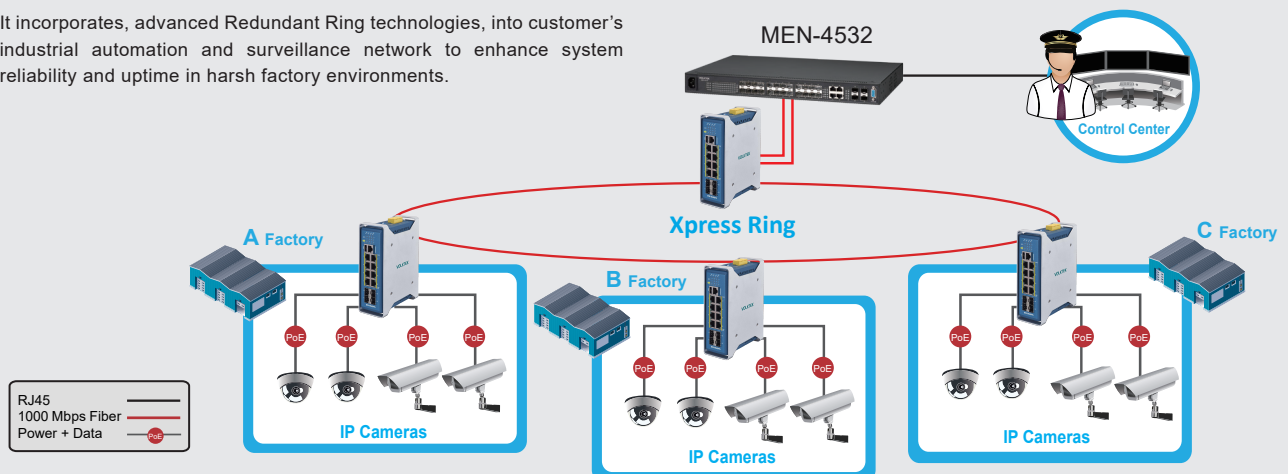 It incorporates, advanced Redundant Ring technologies, into customer's
industrial automation and surveillance network to enhance system
reliability and uptime in harsh factory environments.
MEN-4532
Control Center
Xpress Ring
A Factory
B Factory
C Factory
PoE PoE PoE PoE
PoE PoE PoE PoE
PoE PoE PoE PoE
IP Cameras
IP Cameras
IP Cameras
RJ45
1000 Mbps Fiber
Power + Data PoE